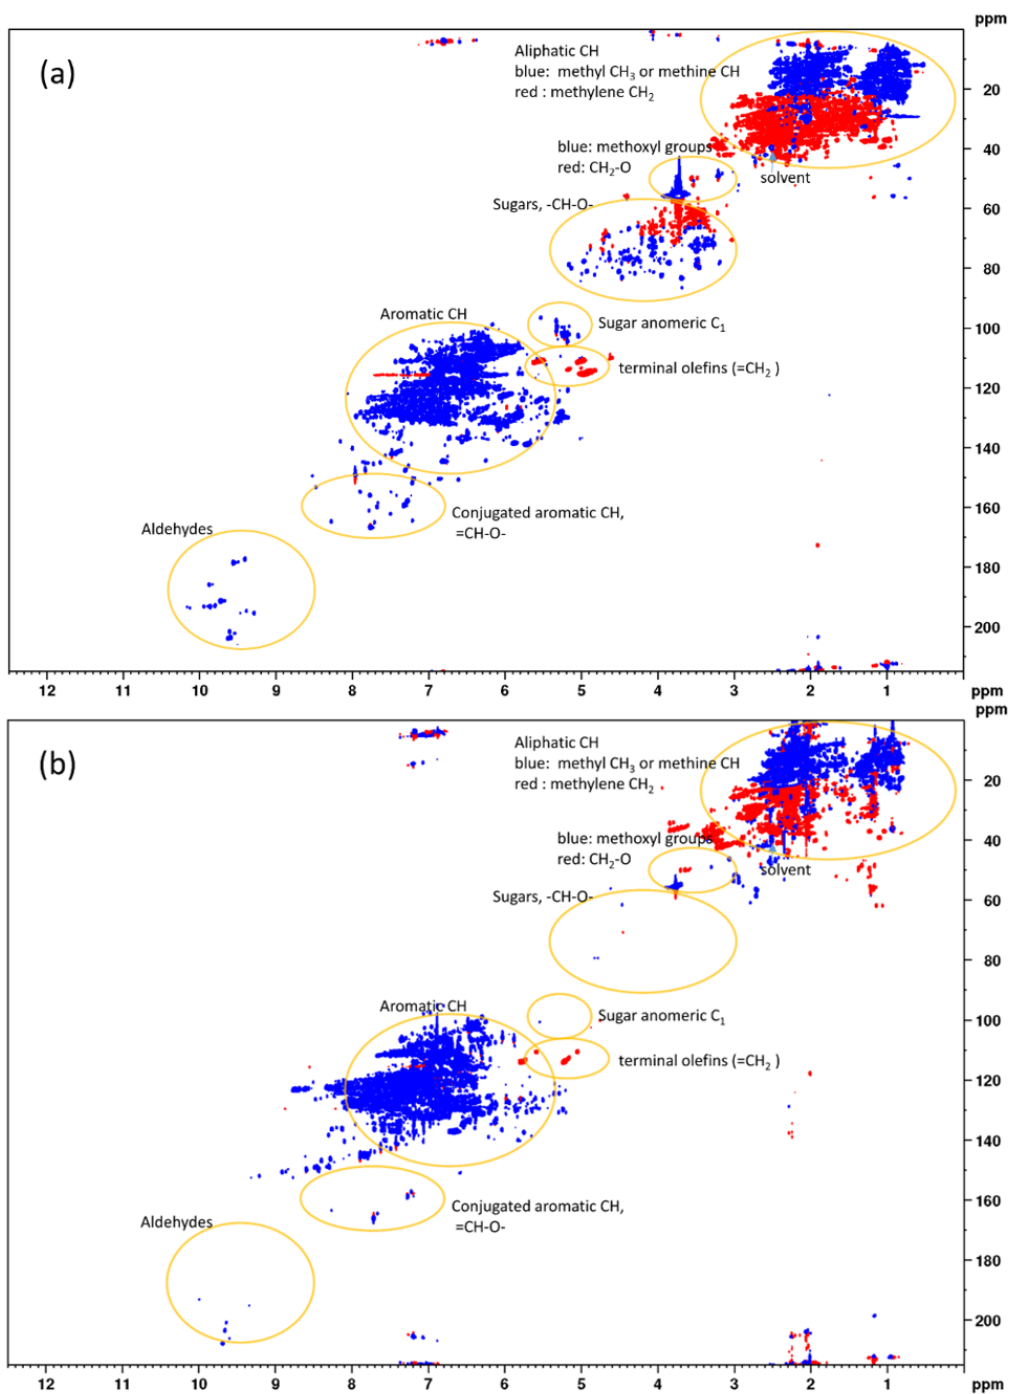 ppm
(a)
Aliphatic CH
blue: methyl CH₃ or methine CH
red : methylene CH₂
20
blue: methoxyl groups
red: CH₂-O
40
solvent
Sugars, -CH-O-
60
80
Aromatic CH
Sugar anomeric C₁
100
terminal olefins (=CH₂ )
120
140
Conjugated aromatic CH,
=CH-O-
160
Aldehydes
180
200
12 11 10 9 8 7 6 5 4 3 2 1 ppm
ppm
(b)
Aliphatic CH
blue: methyl CH₃ or methine CH
red : methylene CH₂
20
blue: methoxyl groups
red: CH₂-O
40
solvent
Sugars, -CH-O-
60
80
Aromatic CH
Sugar anomeric C₁
100
terminal olefins (=CH₂ )
120
140
Conjugated aromatic CH,
=CH-O-
160
Aldehydes
180
200
12 11 10 9 8 7 6 5 4 3 2 1 ppm